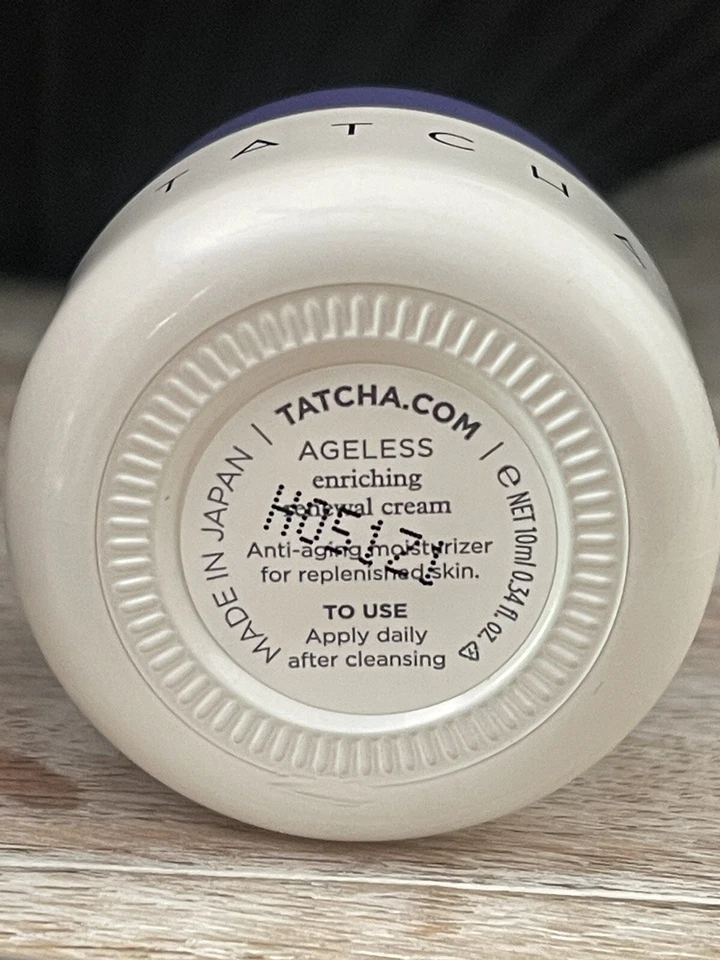 TATCHA
TATCHA.COM
AGELESS
enriching
renewal cream
Anti-aging moisturizer
for replenished skin.
TO USE
Apply daily
after cleansing
MADE IN JAPAN
e NET 10ml 0.34 fl. oz.